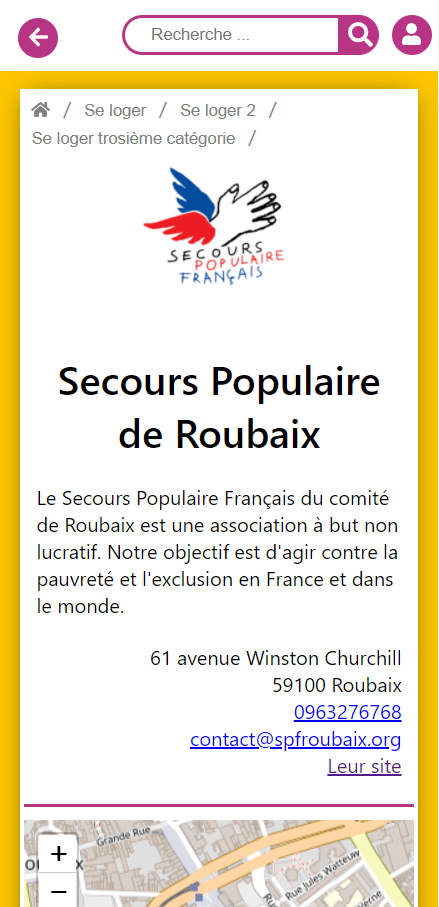 Recherche ...
/ Se loger / Se loger 2 /
Se loger trosième catégorie /
SECOURS
POPULAIRE
FRANÇAIS
Secours Populaire
de Roubaix
Le Secours Populaire Français du comité
de Roubaix est une association à but non
lucratif. Notre objectif est d'agir contre la
pauvreté et l'exclusion en France et dans
le monde.
61 avenue Winston Churchill
59100 Roubaix
0963276768
contact@spfroubaix.org
Leur site
Grande Rue
+
−
Rue Jules Watteuw
Verne